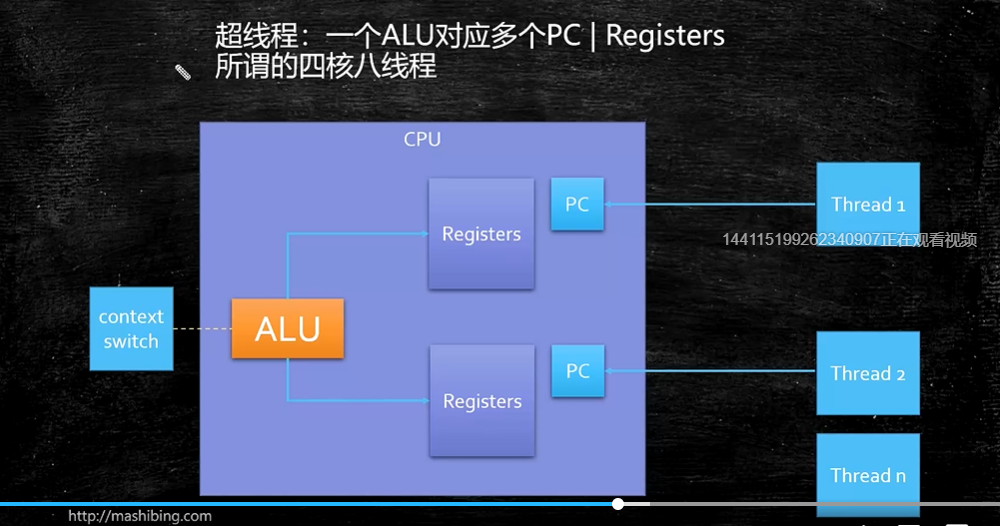 超线程：一个ALU对应多个PC | Registers
所谓的四核八线程
CPU
Registers
PC
Thread 1
144115199262340907正在观看视频
context
switch
ALU
Registers
PC
Thread 2
Thread n
http://mashibing.com